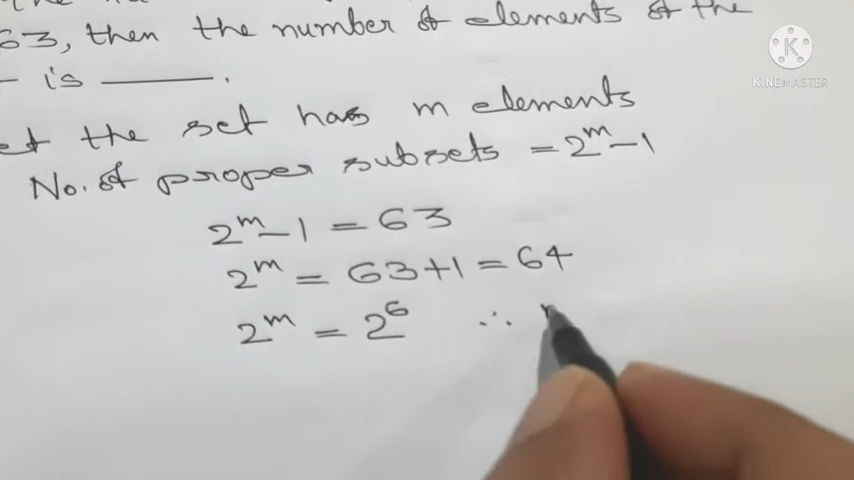 63, then the number of elements of the
is ______.
the set has m elements
No. of proper subsets = 2^m - 1
2^m - 1 = 63
2^m = 63 + 1 = 64
2^m = 2^6 ∴
K
KINEMASTER